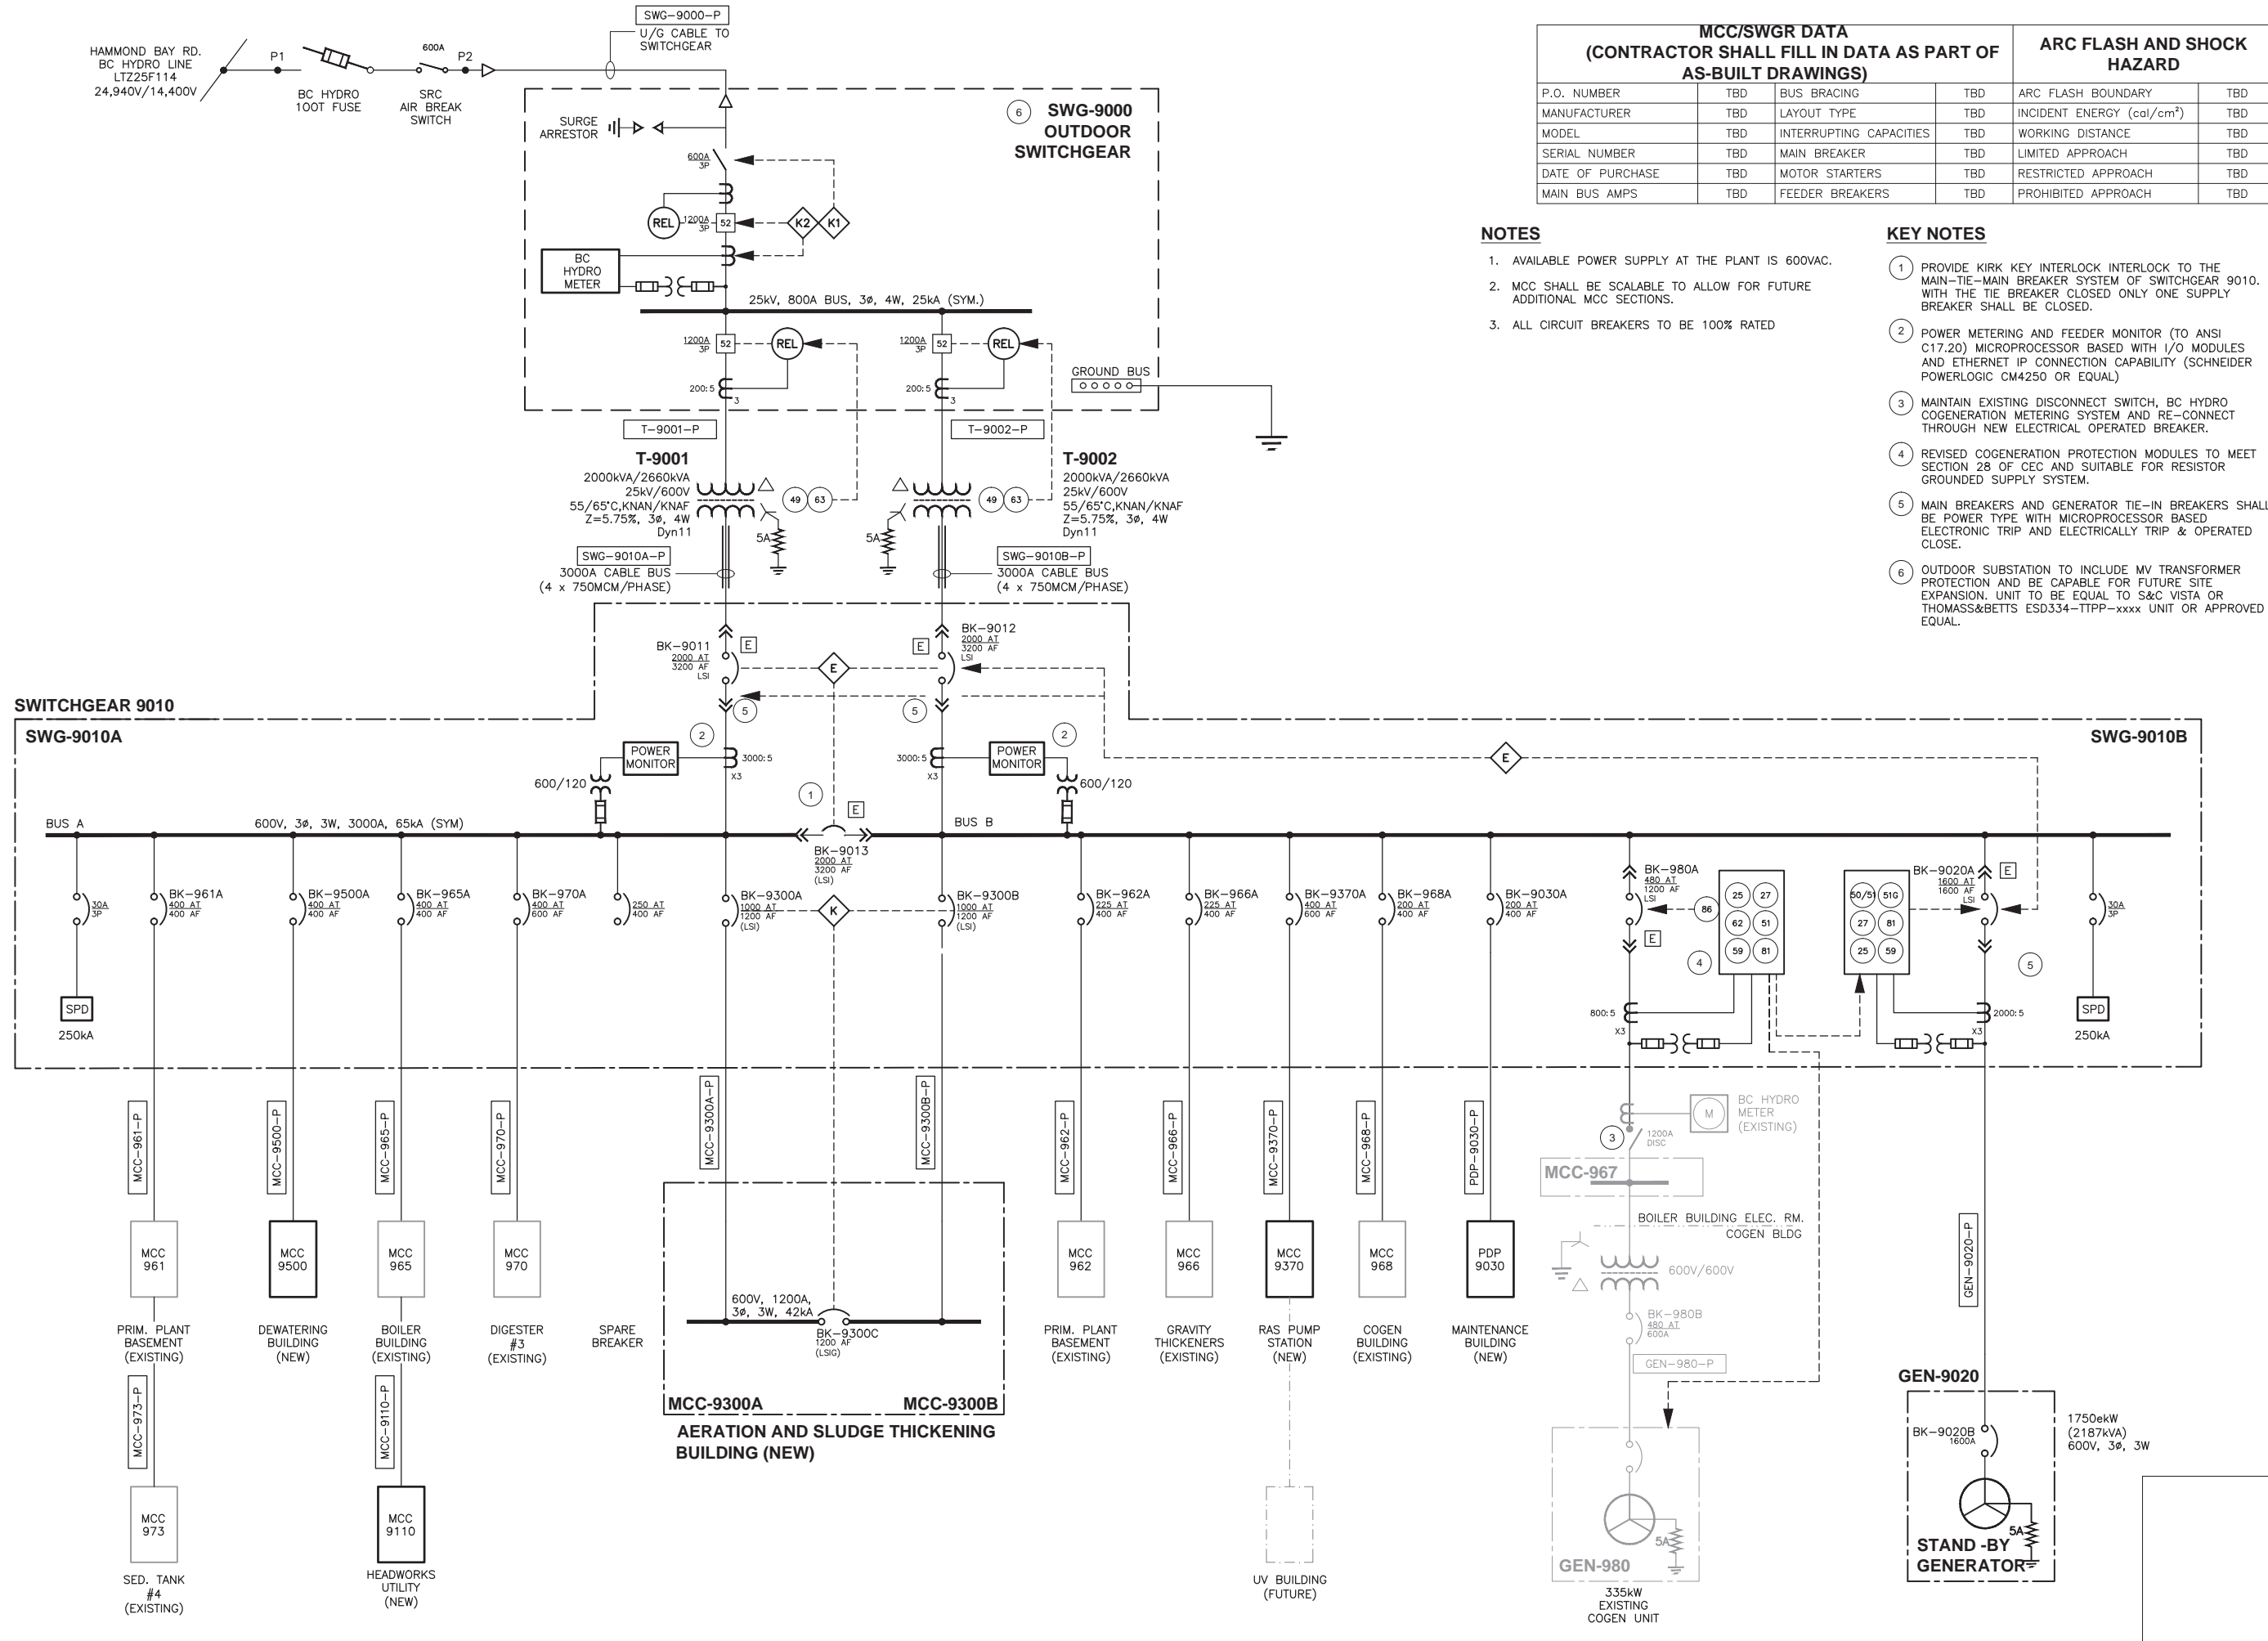 SWG-9000-P
U/G CABLE TO
SWITCHGEAR
HAMMOND BAY RD.
BC HYDRO LINE
LTZ25F114
24,940V/14,400V
P1
BC HYDRO
100T FUSE
600A
P2
SRC
AIR BREAK
SWITCH
SURGE
ARRESTOR
6
SWG-9000
OUTDOOR
SWITCHGEAR
600A
3P
REL
1200A
3P
52
K2
K1
BC
HYDRO
METER
25kV, 800A BUS, 3ø, 4W, 25kA (SYM.)
1200A
3P
52
REL
1200A
3P
52
REL
200:5
3
200:5
3
GROUND BUS
T-9001-P
T-9002-P
T-9001
2000kVA/2660kVA
25kV/600V
55/65°C,KNAN/KNAF
Z=5.75%, 3ø, 4W
Dyn11
49
63
5A
T-9002
2000kVA/2660kVA
25kV/600V
55/65°C,KNAN/KNAF
Z=5.75%, 3ø, 4W
Dyn11
49
63
5A
SWG-9010A-P
3000A CABLE BUS
(4 x 750MCM/PHASE)
SWG-9010B-P
3000A CABLE BUS
(4 x 750MCM/PHASE)
MCC/SWGR DATA
(CONTRACTOR SHALL FILL IN DATA AS PART OF
AS-BUILT DRAWINGS)
ARC FLASH AND SHOCK
HAZARD
P.O. NUMBER TBD BUS BRACING TBD ARC FLASH BOUNDARY TBD
MANUFACTURER TBD LAYOUT TYPE TBD INCIDENT ENERGY (cal/cm²) TBD
MODEL TBD INTERRUPTING CAPACITIES TBD WORKING DISTANCE TBD
SERIAL NUMBER TBD MAIN BREAKER TBD LIMITED APPROACH TBD
DATE OF PURCHASE TBD MOTOR STARTERS TBD RESTRICTED APPROACH TBD
MAIN BUS AMPS TBD FEEDER BREAKERS TBD PROHIBITED APPROACH TBD
NOTES
1. AVAILABLE POWER SUPPLY AT THE PLANT IS 600VAC.
2. MCC SHALL BE SCALABLE TO ALLOW FOR FUTURE
ADDITIONAL MCC SECTIONS.
3. ALL CIRCUIT BREAKERS TO BE 100% RATED
KEY NOTES
1 PROVIDE KIRK KEY INTERLOCK INTERLOCK TO THE
MAIN-TIE-MAIN BREAKER SYSTEM OF SWITCHGEAR 9010.
WITH THE TIE BREAKER CLOSED ONLY ONE SUPPLY
BREAKER SHALL BE CLOSED.
2 POWER METERING AND FEEDER MONITOR (TO ANSI
C17.20) MICROPROCESSOR BASED WITH I/O MODULES
AND ETHERNET IP CONNECTION CAPABILITY (SCHNEIDER
POWERLOGIC CM4250 OR EQUAL)
3 MAINTAIN EXISTING DISCONNECT SWITCH, BC HYDRO
COGENERATION METERING SYSTEM AND RE-CONNECT
THROUGH NEW ELECTRICAL OPERATED BREAKER.
4 REVISED COGENERATION PROTECTION MODULES TO MEET
SECTION 28 OF CEC AND SUITABLE FOR RESISTOR
GROUNDED SUPPLY SYSTEM.
5 MAIN BREAKERS AND GENERATOR TIE-IN BREAKERS SHALL
BE POWER TYPE WITH MICROPROCESSOR BASED
ELECTRONIC TRIP AND ELECTRICALLY TRIP & OPERATED
CLOSE.
6 OUTDOOR SUBSTATION TO INCLUDE MV TRANSFORMER
PROTECTION AND BE CAPABLE FOR FUTURE SITE
EXPANSION. UNIT TO BE EQUAL TO S&C VISTA OR
THOMASS&BETTS ESD334-TTPP-xxxx UNIT OR APPROVED
EQUAL.
SWITCHGEAR 9010
SWG-9010A
SWG-9010B
BK-9011
2000 AT
3200 AF
LSI
E
E
E
BK-9012
2000 AT
3200 AF
LSI
5
5
2
POWER
MONITOR
3000:5
X3
600/120
3000:5
X3
POWER
MONITOR
2
600/120
E
1
E
BUS A
600V, 3ø, 3W, 3000A, 65kA (SYM)
BUS B
BK-9013
2000 AT
3200 AF
(LSI)
30A
3P
SPD
250kA
BK-961A
400 AT
400 AF
BK-9500A
400 AT
400 AF
BK-965A
400 AT
400 AF
BK-970A
400 AT
600 AF
250 AT
400 AF
BK-9300A
1000 AT
1200 AF
(LSI)
K
BK-9300B
1000 AT
1200 AF
(LSI)
BK-962A
225 AT
400 AF
BK-966A
225 AT
400 AF
BK-9370A
400 AT
600 AF
BK-968A
200 AT
400 AF
BK-9030A
200 AT
400 AF
BK-980A
480 AT
1200 AF
LSI
E
86
25 27
62 51
59 81
4
50/51 51G
27 81
25 59
BK-9020A
1600 AT
1600 AF
LSI
E
5
30A
3P
SPD
250kA
800:5
X3
2000:5
X3
MCC-961-P
MCC-9500-P
MCC-965-P
MCC-970-P
MCC-9300A-P
MCC-9300B-P
MCC-962-P
MCC-966-P
MCC-9370-P
MCC-968-P
PDP-9030-P
GEN-9020-P
MCC
961
PRIM. PLANT
BASEMENT
(EXISTING)
MCC
9500
DEWATERING
BUILDING
(NEW)
MCC
965
BOILER
BUILDING
(EXISTING)
MCC
970
DIGESTER
#3
(EXISTING)
SPARE
BREAKER
600V, 1200A,
3ø, 3W, 42kA
BK-9300C
1200 AF
(LSIG)
MCC-9300A
MCC-9300B
AERATION AND SLUDGE THICKENING
BUILDING (NEW)
MCC
962
PRIM. PLANT
BASEMENT
(EXISTING)
MCC
966
GRAVITY
THICKENERS
(EXISTING)
MCC
9370
RAS PUMP
STATION
(NEW)
MCC
968
COGEN
BUILDING
(EXISTING)
PDP
9030
MAINTENANCE
BUILDING
(NEW)
M
BC HYDRO
METER
(EXISTING)
3
1200A
DISC
MCC-967
BOILER BUILDING ELEC. RM.
COGEN BLDG
600V/600V
BK-980B
480 AT
600A
GEN-980-P
5A
GEN-980
335kW
EXISTING
COGEN UNIT
GEN-9020
BK-9020B
1600A
1750ekW
(2187kVA)
600V, 3ø, 3W
5A
STAND -BY
GENERATOR
MCC-973-P
MCC
973
SED. TANK
#4
(EXISTING)
MCC-9110-P
MCC
9110
HEADWORKS
UTILITY
(NEW)
UV BUILDING
(FUTURE)